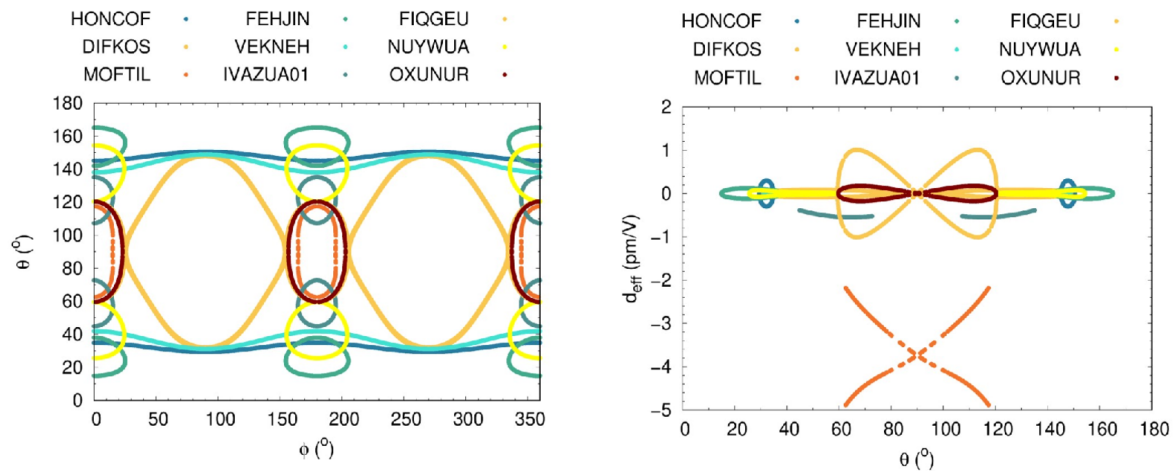 HONCOF FEHJIN FIQGEU
DIFKOS VEKNEH NUYWUA
MOFTIL IVAZUA01 OXUNUR
180
160
140
120
100
80
60
40
20
0
θ (°)
0 50 100 150 200 250 300 350
ϕ (°)
HONCOF FEHJIN FIQGEU
DIFKOS VEKNEH NUYWUA
MOFTIL IVAZUA01 OXUNUR
2
1
0
−1
−2
−3
−4
−5
d_eff (pm/V)
0 20 40 60 80 100 120 140 160 180
θ (°)